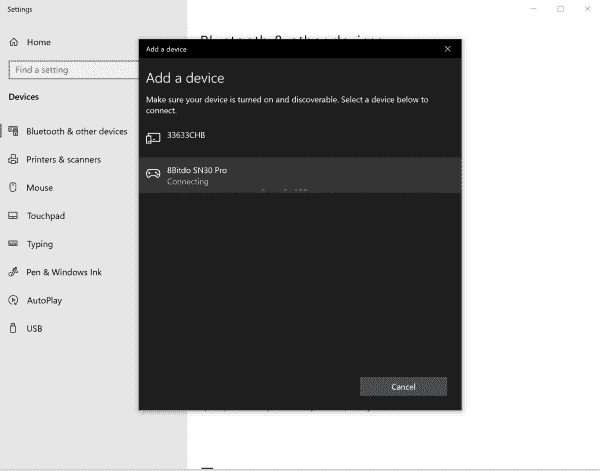 Settings
Home
Find a setting
Devices
Bluetooth & other devices
Printers & scanners
Mouse
Touchpad
Typing
Pen & Windows Ink
AutoPlay
USB
Bluetooth & other devices
Add a device
Add a device
Make sure your device is turned on and discoverable. Select a device below to
connect.
33633CHB
8Bitdo SN30 Pro
Connecting
Cancel